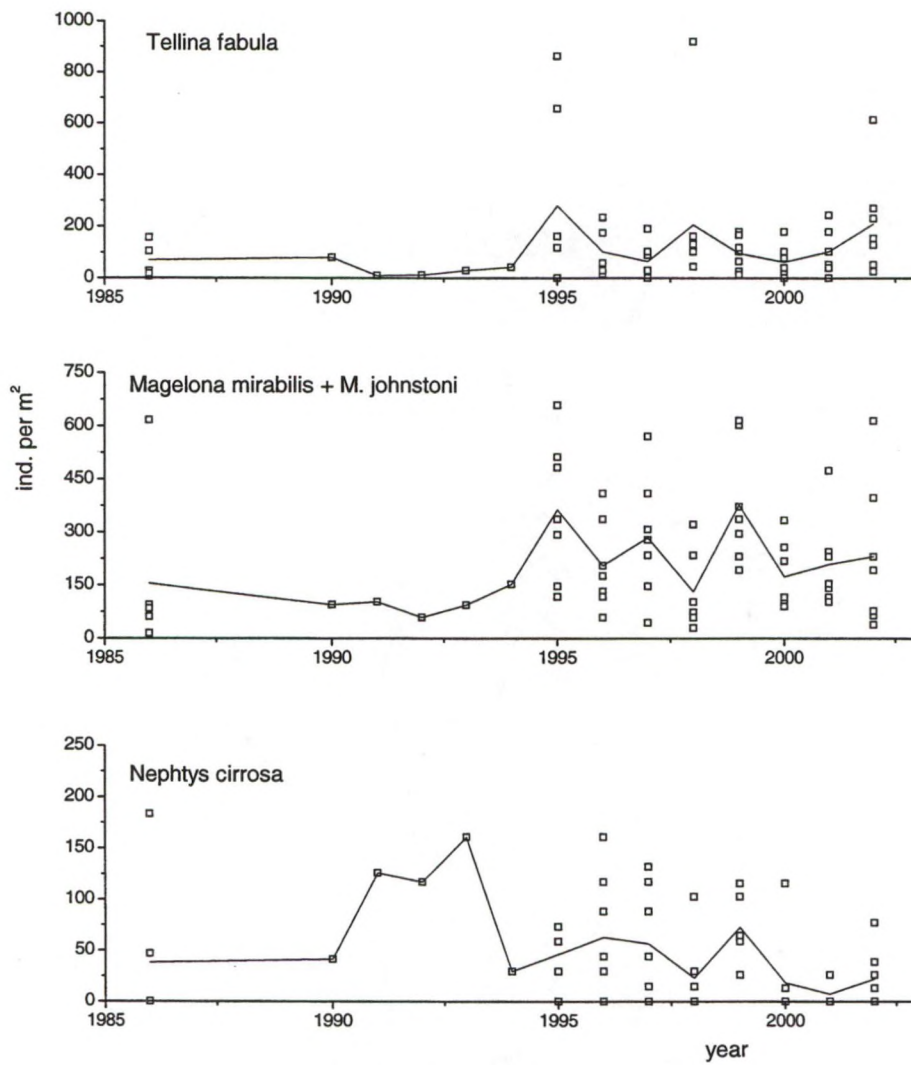 1000
Tellina fabula
800
600
400
200
0
1985 1990 1995 2000
750
Magelona mirabilis + M. johnstoni
600
450
300
150
0
1985 1990 1995 2000
ind. per m²
250
Nephtys cirrosa
200
150
100
50
0
1985 1990 1995 2000
year